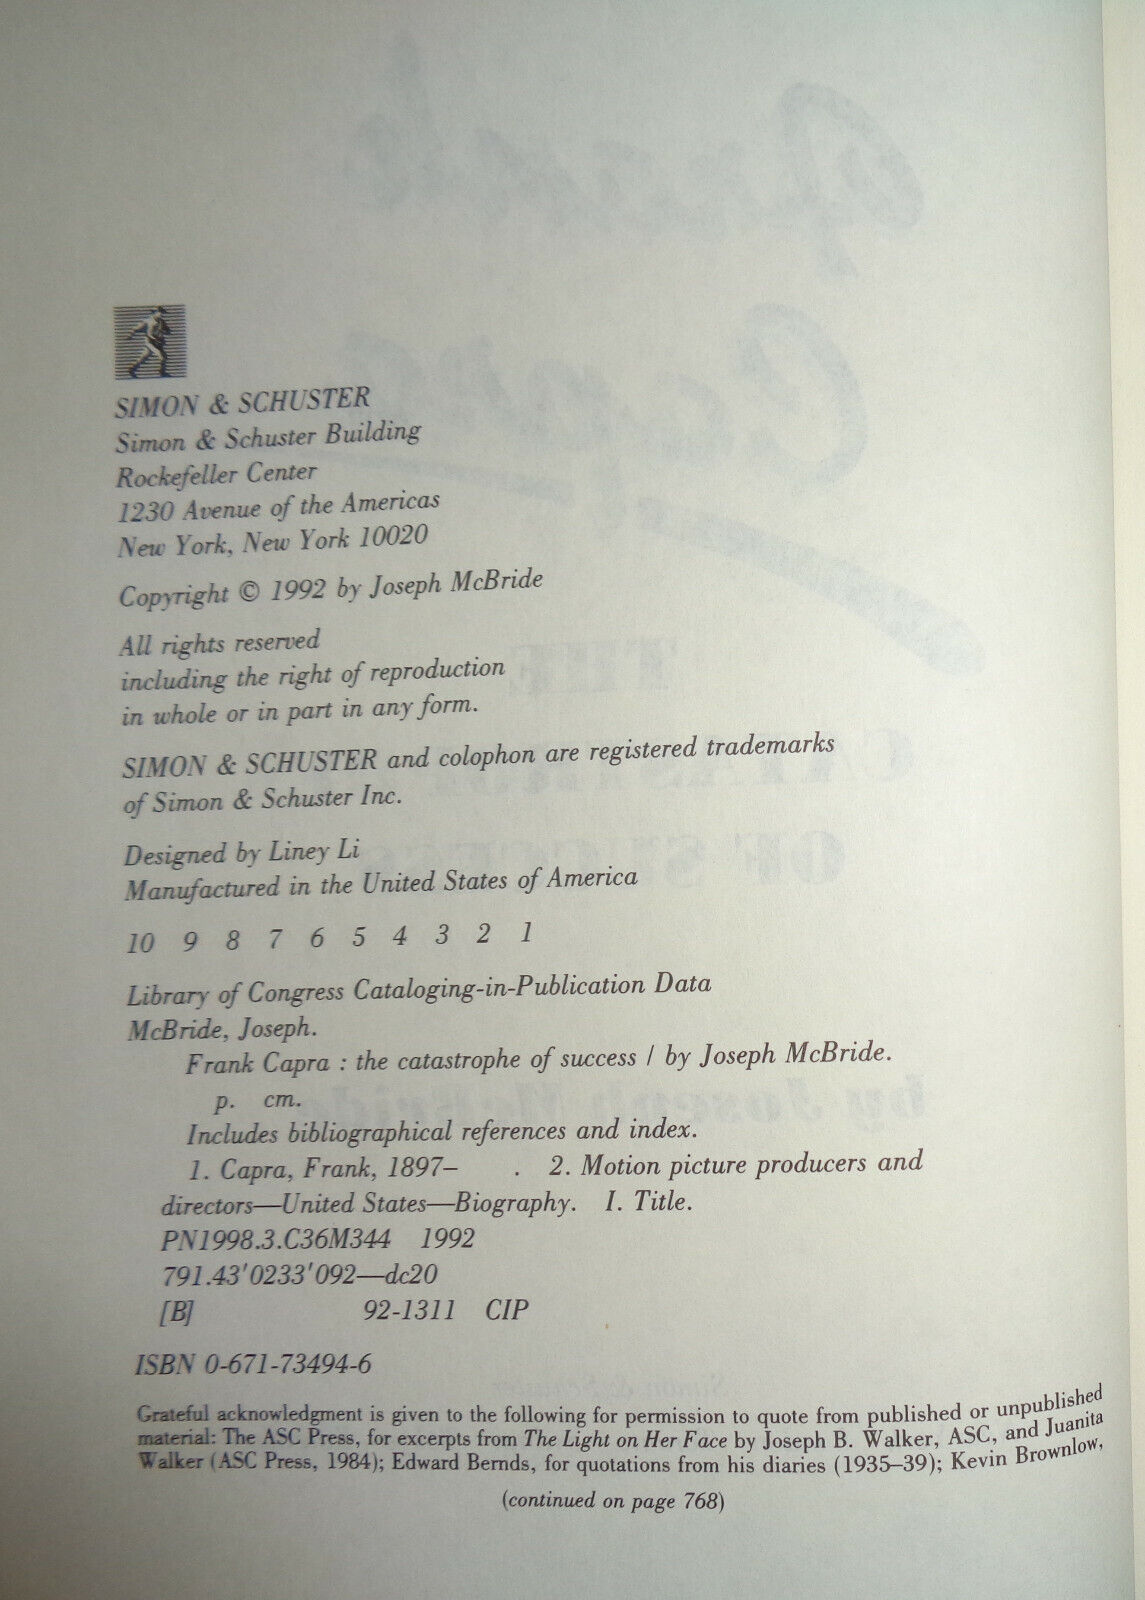 SIMON & SCHUSTER
Simon & Schuster Building
Rockefeller Center
1230 Avenue of the Americas
New York, New York 10020
Copyright © 1992 by Joseph McBride
All rights reserved
including the right of reproduction
in whole or in part in any form.
SIMON & SCHUSTER and colophon are registered trademarks
of Simon & Schuster Inc.
Designed by Liney Li
Manufactured in the United States of America
10 9 8 7 6 5 4 3 2 1
Library of Congress Cataloging-in-Publication Data
McBride, Joseph.
Frank Capra : the catastrophe of success / by Joseph McBride.
p. cm.
Includes bibliographical references and index.
1. Capra, Frank, 1897– . 2. Motion picture producers and
directors—United States—Biography. I. Title.
PN1998.3.C36M344 1992
791.43'0233'092—dc20
[B] 92-1311 CIP
ISBN 0-671-73494-6
Grateful acknowledgment is given to the following for permission to quote from published or unpublished
material: The ASC Press, for excerpts from The Light on Her Face by Joseph B. Walker, ASC, and Juanita
Walker (ASC Press, 1984); Edward Bernds, for quotations from his diaries (1935–39); Kevin Brownlow,
(continued on page 768)